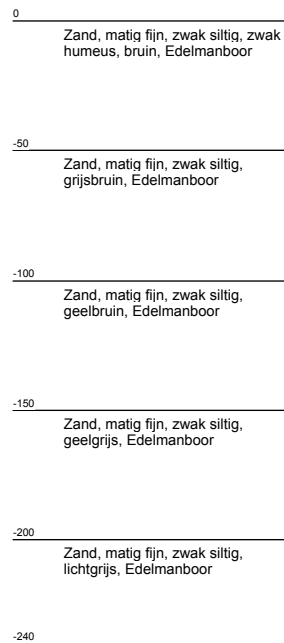 0
Zand, matig fijn, zwak siltig, zwak
humeus, bruin, Edelmanboor
-50
Zand, matig fijn, zwak siltig,
grijsbruin, Edelmanboor
-100
Zand, matig fijn, zwak siltig,
geelbruin, Edelmanboor
-150
Zand, matig fijn, zwak siltig,
geelgrijs, Edelmanboor
-200
Zand, matig fijn, zwak siltig,
lichtgrijs, Edelmanboor
-240